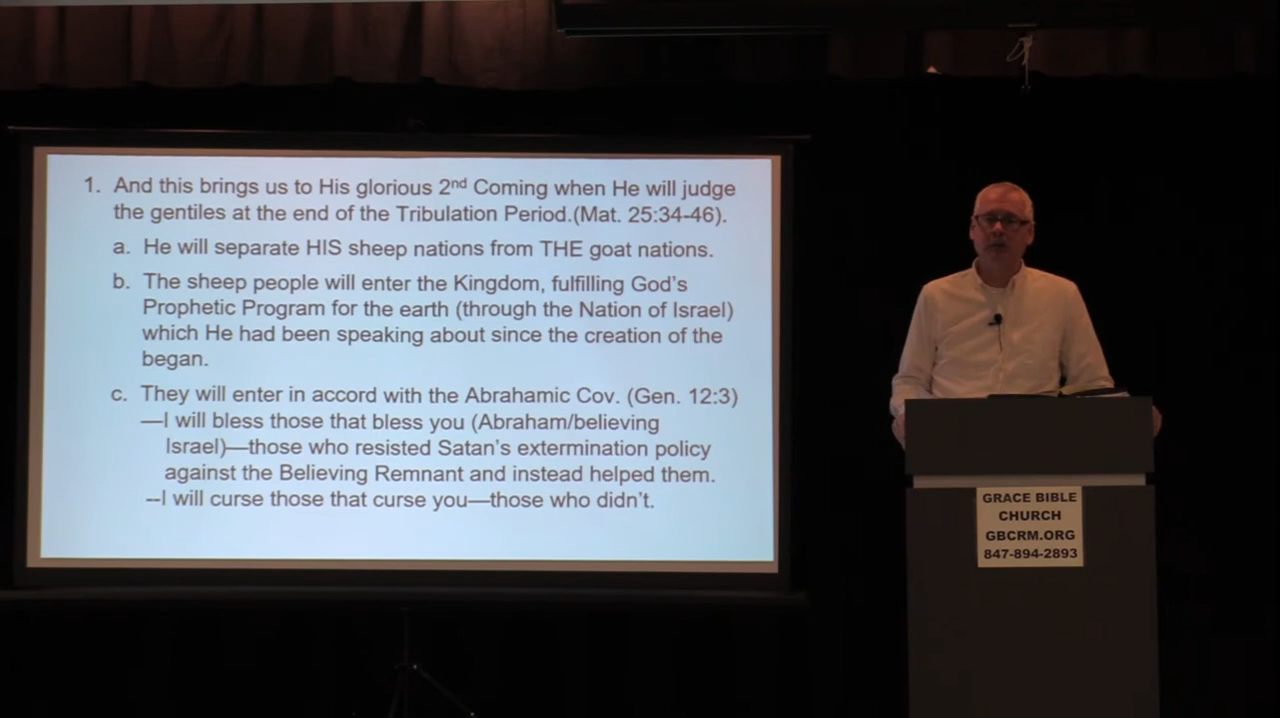 1. And this brings us to His glorious 2nd Coming when He will judge
the gentiles at the end of the Tribulation Period.(Mat. 25:34-46).
a. He will separate HIS sheep nations from THE goat nations.
b. The sheep people will enter the Kingdom, fulfilling God's
Prophetic Program for the earth (through the Nation of Israel)
which He had been speaking about since the creation of the
began.
c. They will enter in accord with the Abrahamic Cov. (Gen. 12:3)
—I will bless those that bless you (Abraham/believing
Israel)—those who resisted Satan's extermination policy
against the Believing Remnant and instead helped them.
--I will curse those that curse you—those who didn't.
GRACE BIBLE
CHURCH
GBCRM.ORG
847-894-2893